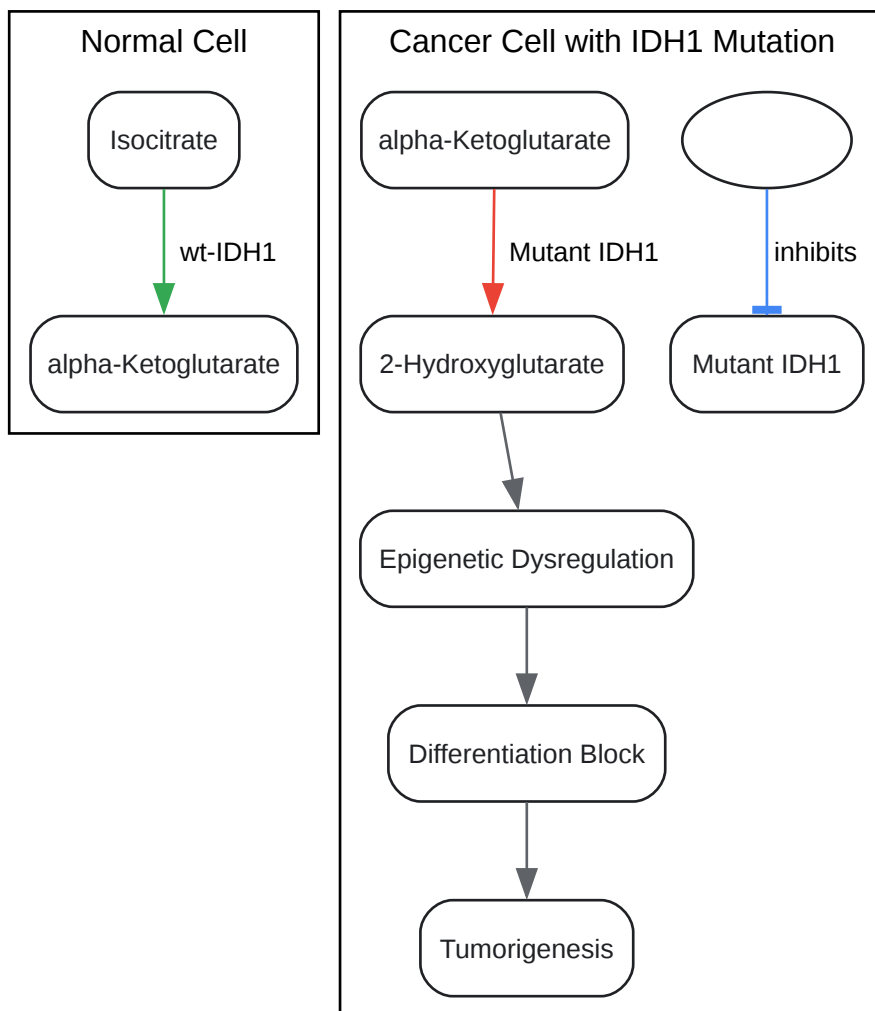 Normal Cell
Isocitrate
wt-IDH1
alpha-Ketoglutarate
Cancer Cell with IDH1 Mutation
alpha-Ketoglutarate
Mutant IDH1
inhibits
2-Hydroxyglutarate
Mutant IDH1
Epigenetic Dysregulation
Differentiation Block
Tumorigenesis